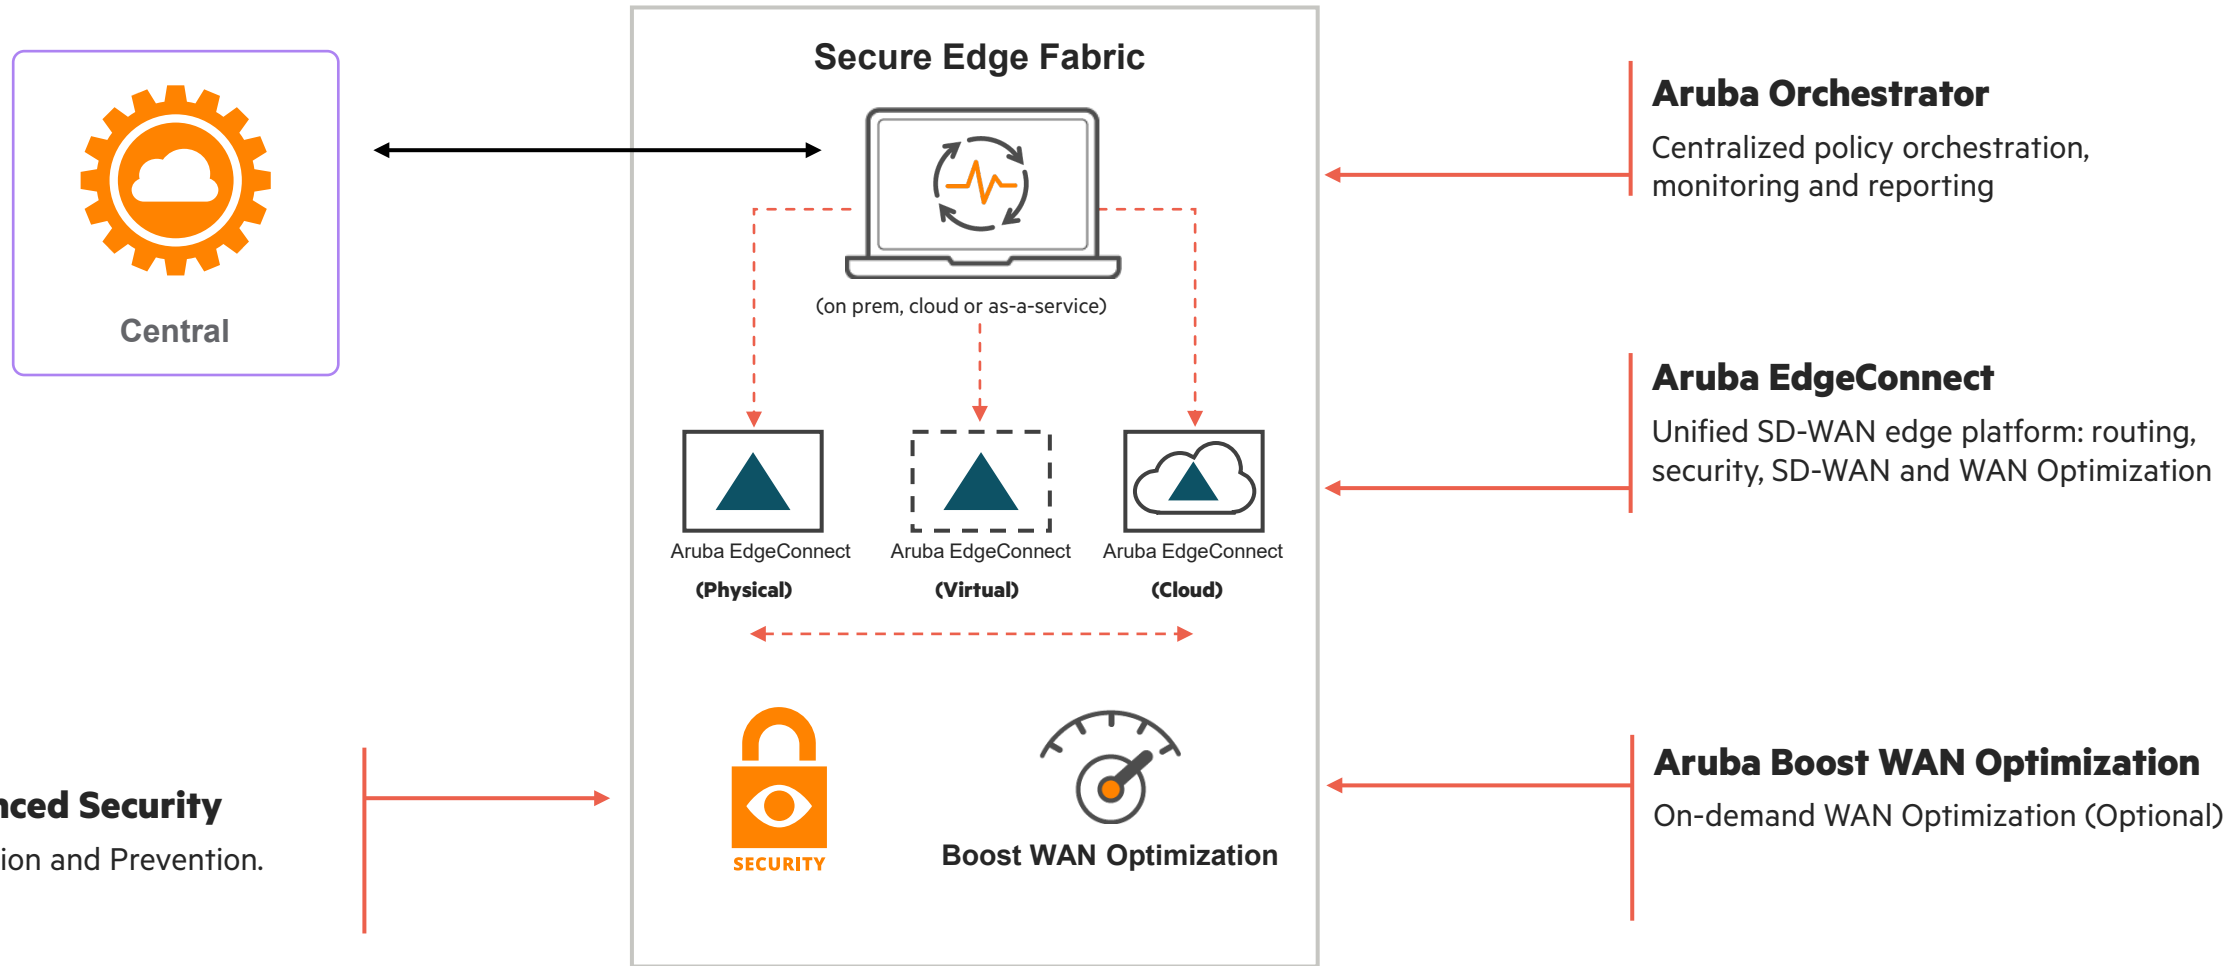 Secure Edge Fabric
Central
(on prem, cloud or as-a-service)
Aruba EdgeConnect
(Physical)
Aruba EdgeConnect
(Virtual)
Aruba EdgeConnect
(Cloud)
SECURITY
Boost WAN Optimization
Aruba Orchestrator
Centralized policy orchestration,
monitoring and reporting
Aruba EdgeConnect
Unified SD-WAN edge platform: routing,
security, SD-WAN and WAN Optimization
Aruba Boost WAN Optimization
On-demand WAN Optimization (Optional)
Security
and Prevention.